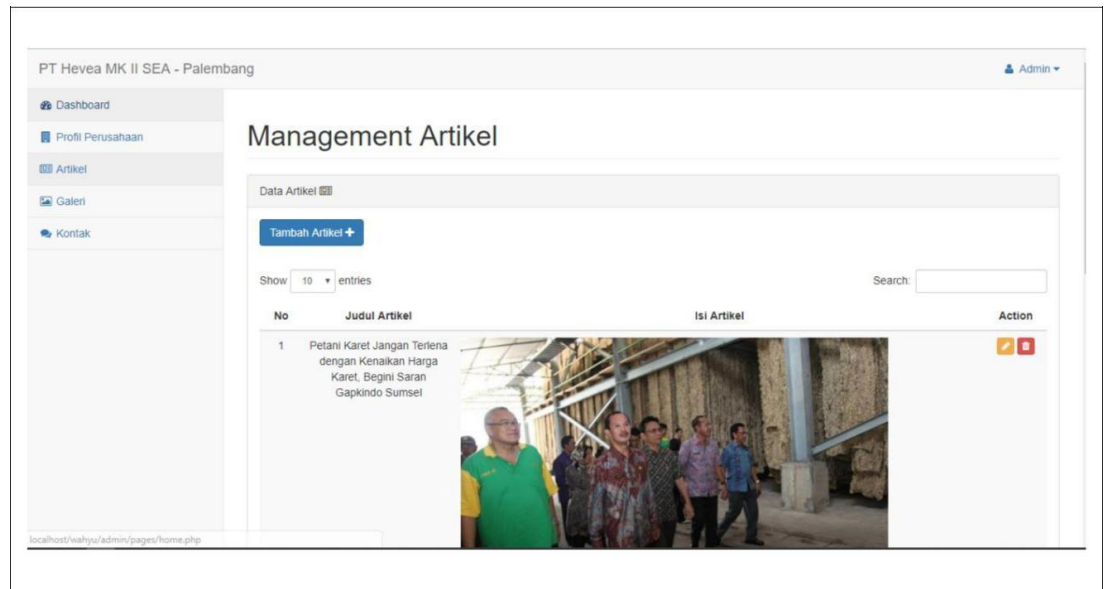 PT Hevea MK II SEA - Palembang
Admin
Dashboard
Profil Perusahaan
Artikel
Galeri
Kontak
Management Artikel
Data Artikel
Tambah Artikel
Show 10 entries
Search:
No Judul Artikel Isi Artikel Action
1 Petani Karet Jangan Terlena
dengan Kenaikan Harga
Karet, Begini Saran
Gapkindo Sumsel
localhost/wahyu/admin/pages/home.php